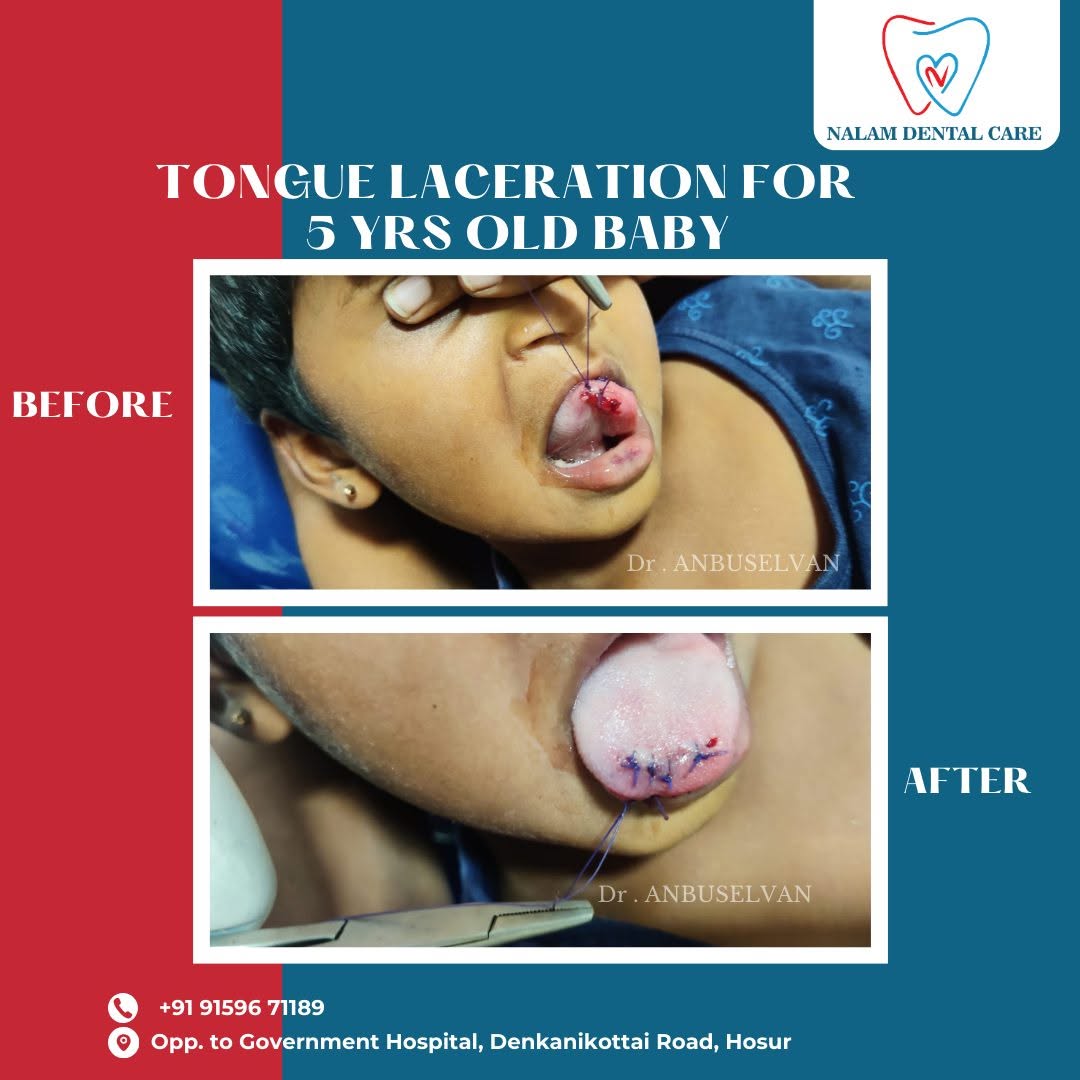 NALAM DENTAL CARE
TONGUE LACERATION FOR
5 YRS OLD BABY
BEFORE
Dr . ANBUSELVAN
AFTER
Dr . ANBUSELVAN
+91 91596 71189
Opp. to Government Hospital, Denkanikottai Road, Hosur